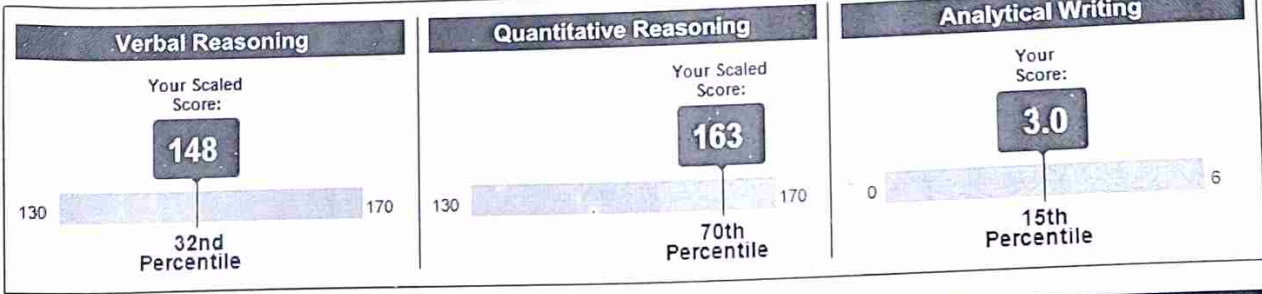 Verbal Reasoning
Your Scaled
Score:
148
130
170
32nd
Percentile
Quantitative Reasoning
Your Scaled
Score:
163
130
170
70th
Percentile
Analytical Writing
Your
Score:
3.0
0
6
15th
Percentile